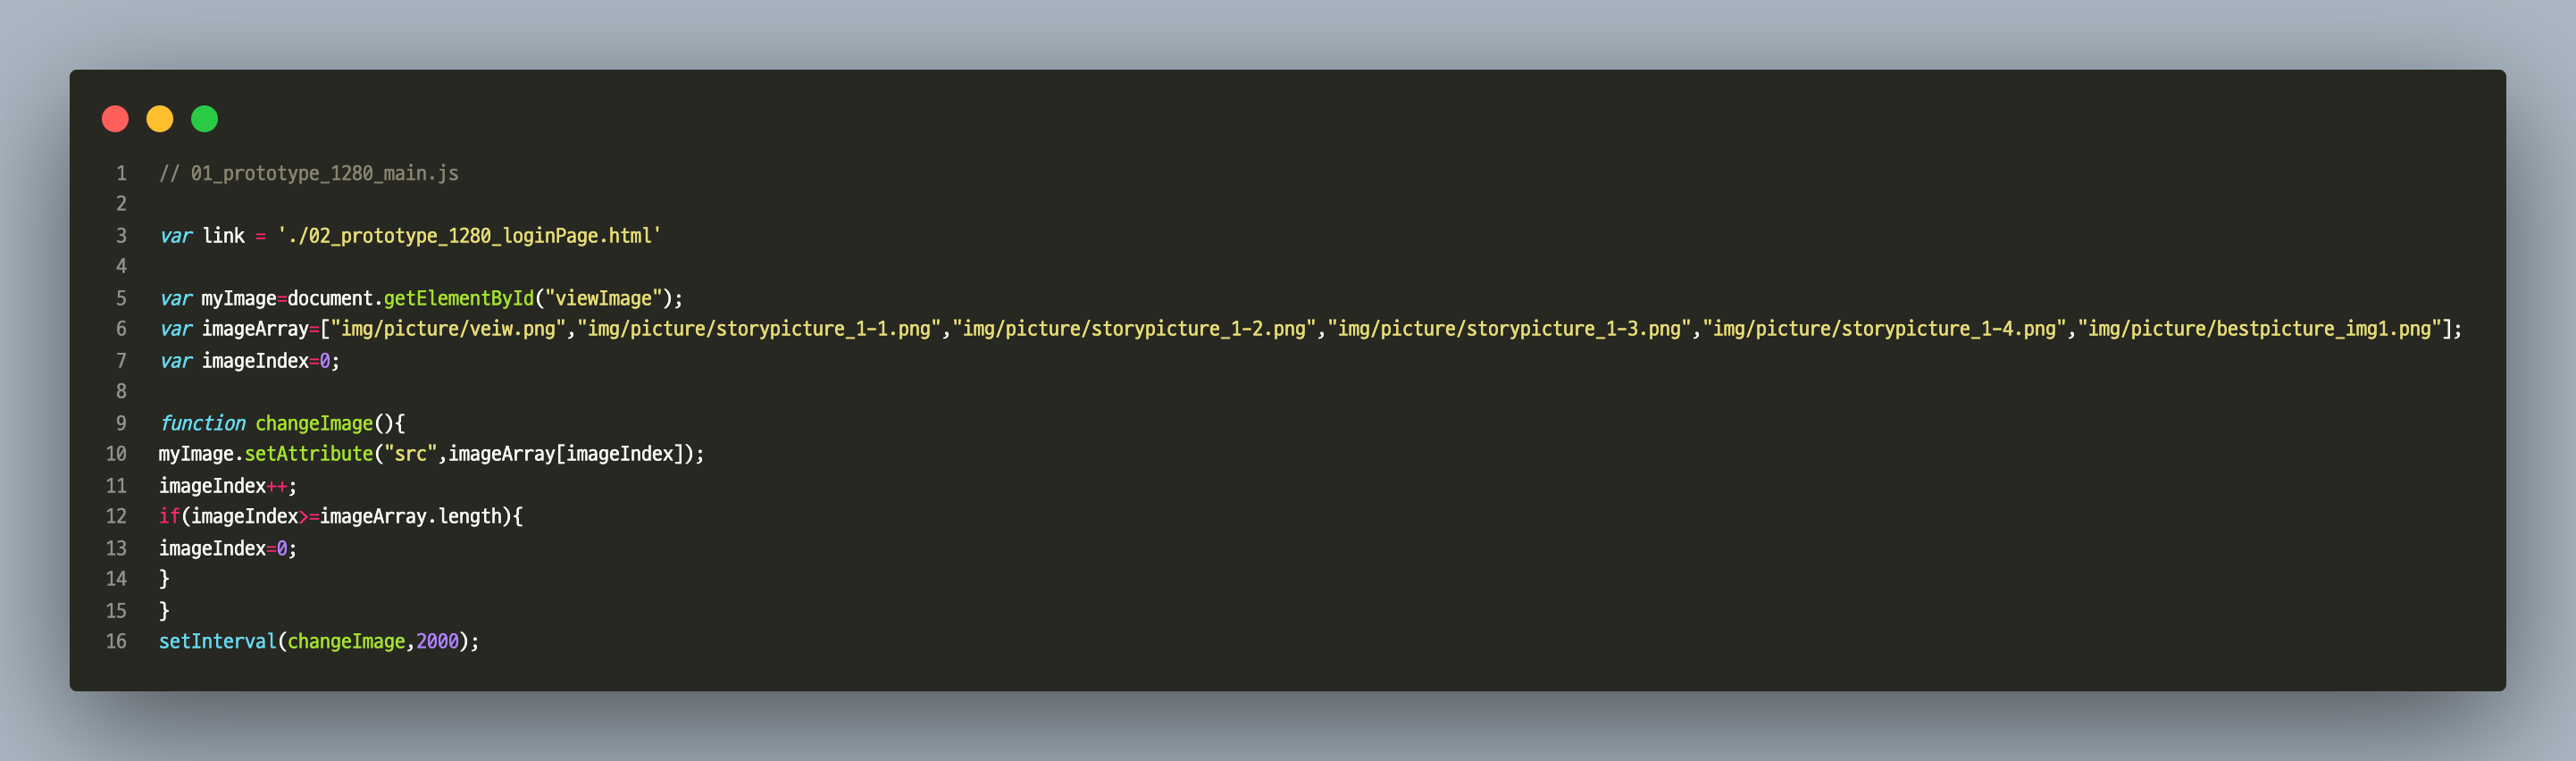 1 // 01_prototype_1280_main.js
2
3 var link = './02_prototype_1280_loginPage.html'
4
5 var myImage=document.getElementById("viewImage");
6 var imageArray=["img/picture/veiw.png","img/picture/storypicture_1-1.png","img/picture/storypicture_1-2.png","img/picture/storypicture_1-3.png","img/picture/storypicture_1-4.png","img/picture/bestpicture_img1.png"];
7 var imageIndex=0;
8
9 function changeImage(){
10 myImage.setAttribute("src",imageArray[imageIndex]);
11 imageIndex++;
12 if(imageIndex>=imageArray.length){
13 imageIndex=0;
14 }
15 }
16 setInterval(changeImage,2000);